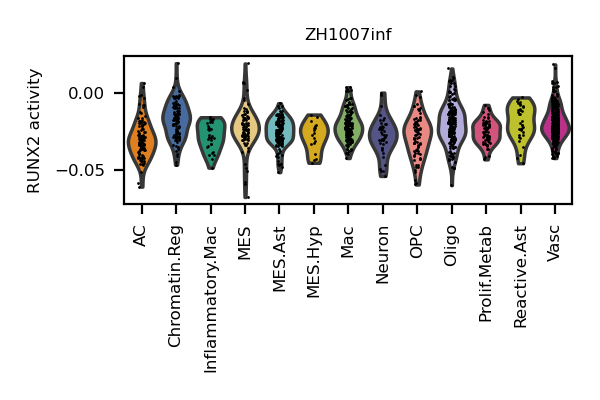 ZH1007inf
RUNX2 activity
0.00
−0.05
AC
Chromatin.Reg
Inflammatory.Mac
MES
MES.Ast
MES.Hyp
Mac
Neuron
OPC
Oligo
Prolif.Metab
Reactive.Ast
Vasc